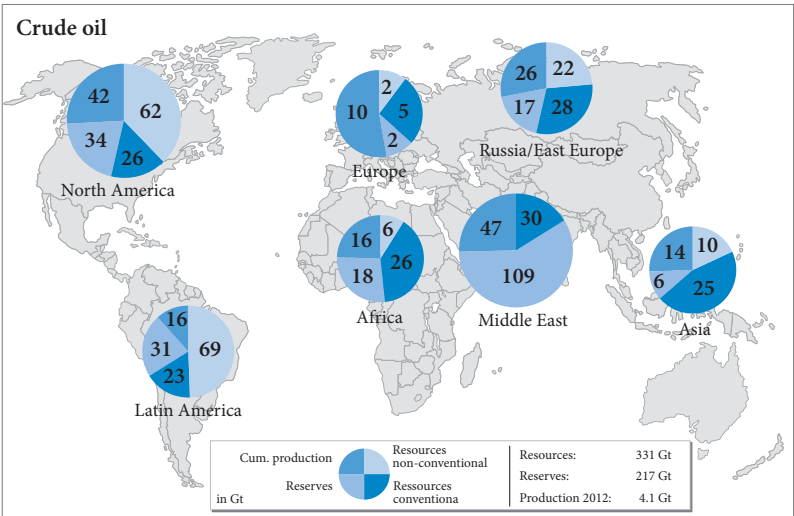 Crude oil
42
62
34
26
North America
2
10
5
2
Europe
26
22
17
28
Russia/East Europe
16
6
18
26
Africa
47
30
109
Middle East
14
10
6
25
Asia
16
31
69
23
Latin America
Cum. production
Resources
non-conventional
Reserves
Ressources
conventiona
in Gt
Resources: 331 Gt
Reserves: 217 Gt
Production 2012: 4.1 Gt